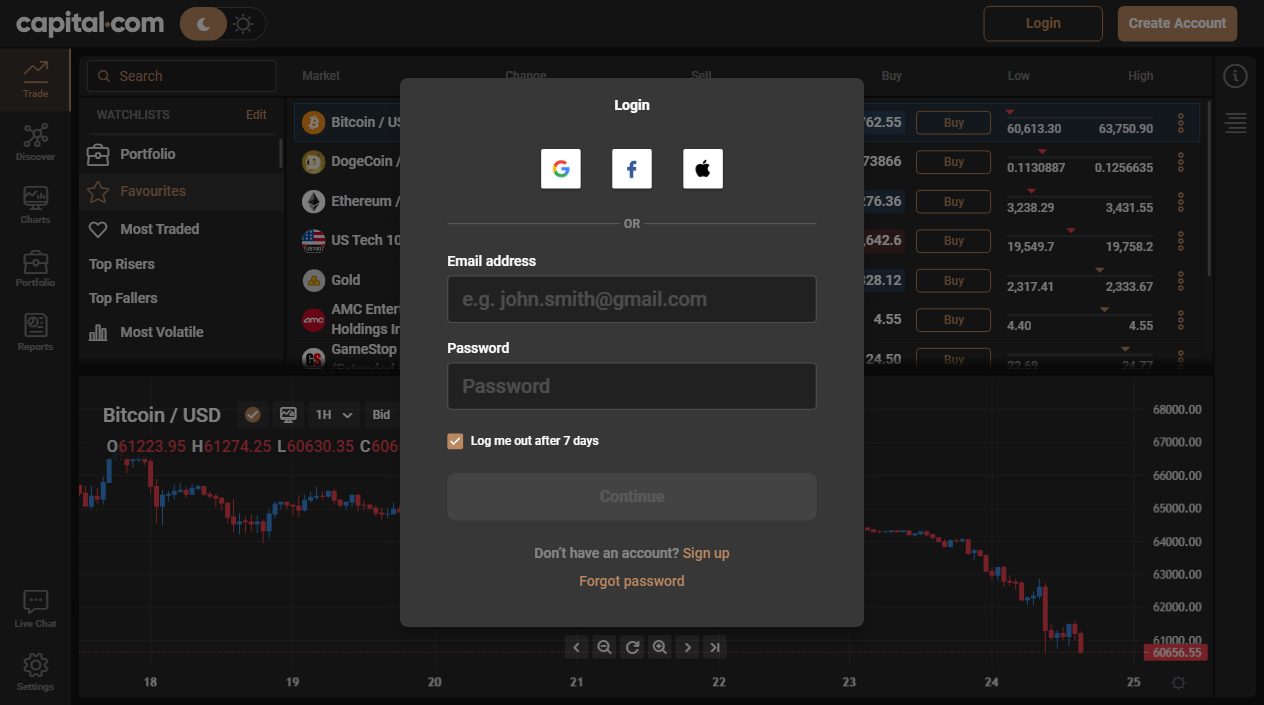 capital.com
Login
Create Account
Trade
Discover
Charts
Portfolio
Reports
Live Chat
Settings
Search
WATCHLISTS
Edit
Portfolio
Favourites
Most Traded
Top Risers
Top Fallers
Most Volatile
Market Change Sell Buy Low High
Bitcoin / US 762.55 Buy 60,613.30 63,750.90
DogeCoin / 73866 Buy 0.1130887 0.1256635
Ethereum / 276.36 Buy 3,238.29 3,431.55
US Tech 10 ,642.6 Buy 19,549.7 19,758.2
Gold 328.12 Buy 2,317.41 2,333.67
AMC Enter
Holdings In 4.55 Buy 4.40 4.55
GameStop 24.50 Buy 22.69 24.77
(Extended
US100
amc
GS
Login
OR
Email address
e.g. john.smith@gmail.com
Password
Password
Log me out after 7 days
Continue
Don't have an account? Sign up
Forgot password
Bitcoin / USD 1H Bid
O61223.95 H61274.25 L60630.35 C606
68000.00
67000.00
66000.00
65000.00
64000.00
63000.00
62000.00
61000.00
60656.55
18 19 20 21 22 23 24 25